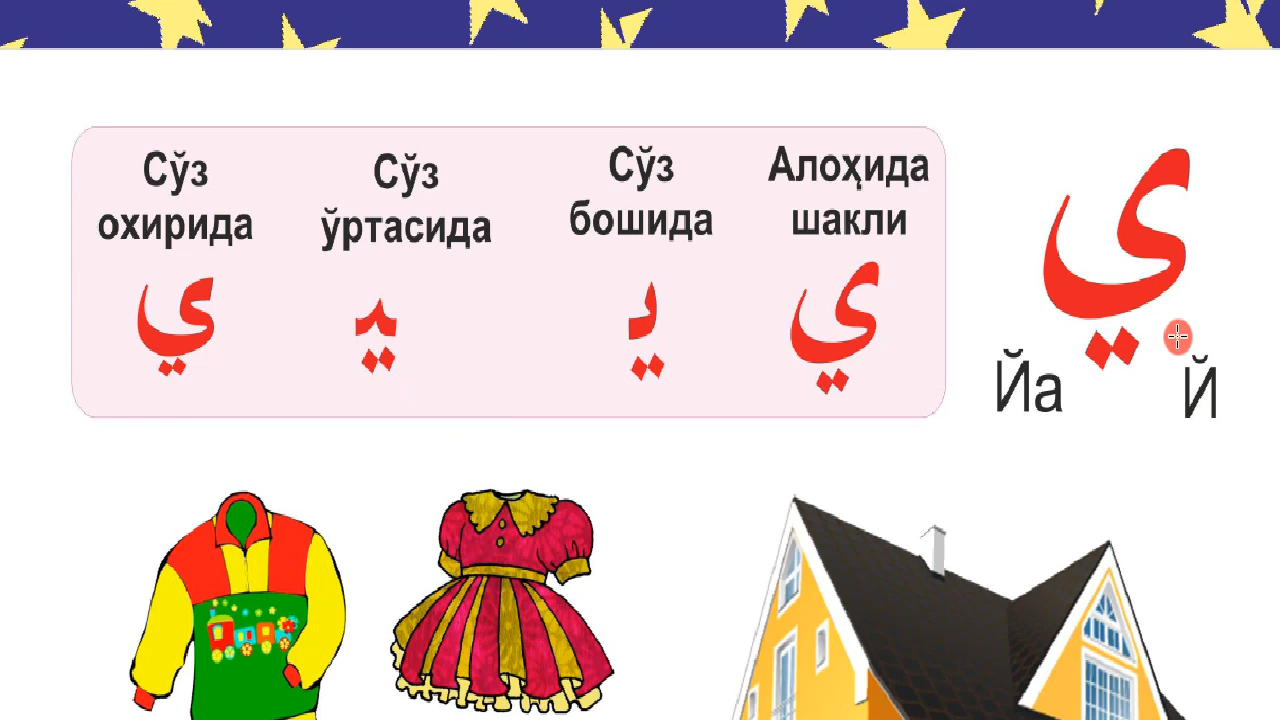 Сўз охирида
Сўз ўртасида
Сўз бошида
Алоҳида шакли
ي
ﻴ
ﻳ
ي
ي
Йа
Й